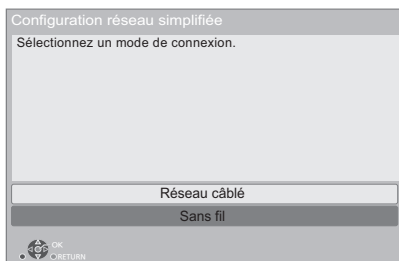 Configuration réseau simplifiée
Sélectionnez un mode de connexion.
Réseau câblé
Sans fil
OK
RETURN